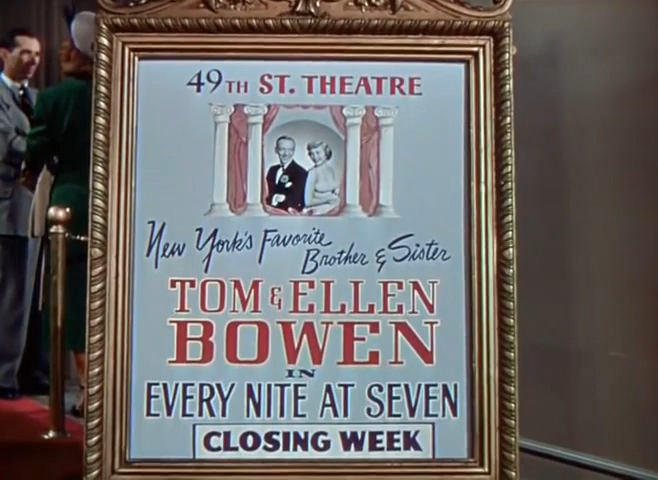 49TH ST. THEATRE
New York's Favorite
Brother & Sister
TOM & ELLEN
BOWEN
IN
EVERY NITE AT SEVEN
CLOSING WEEK